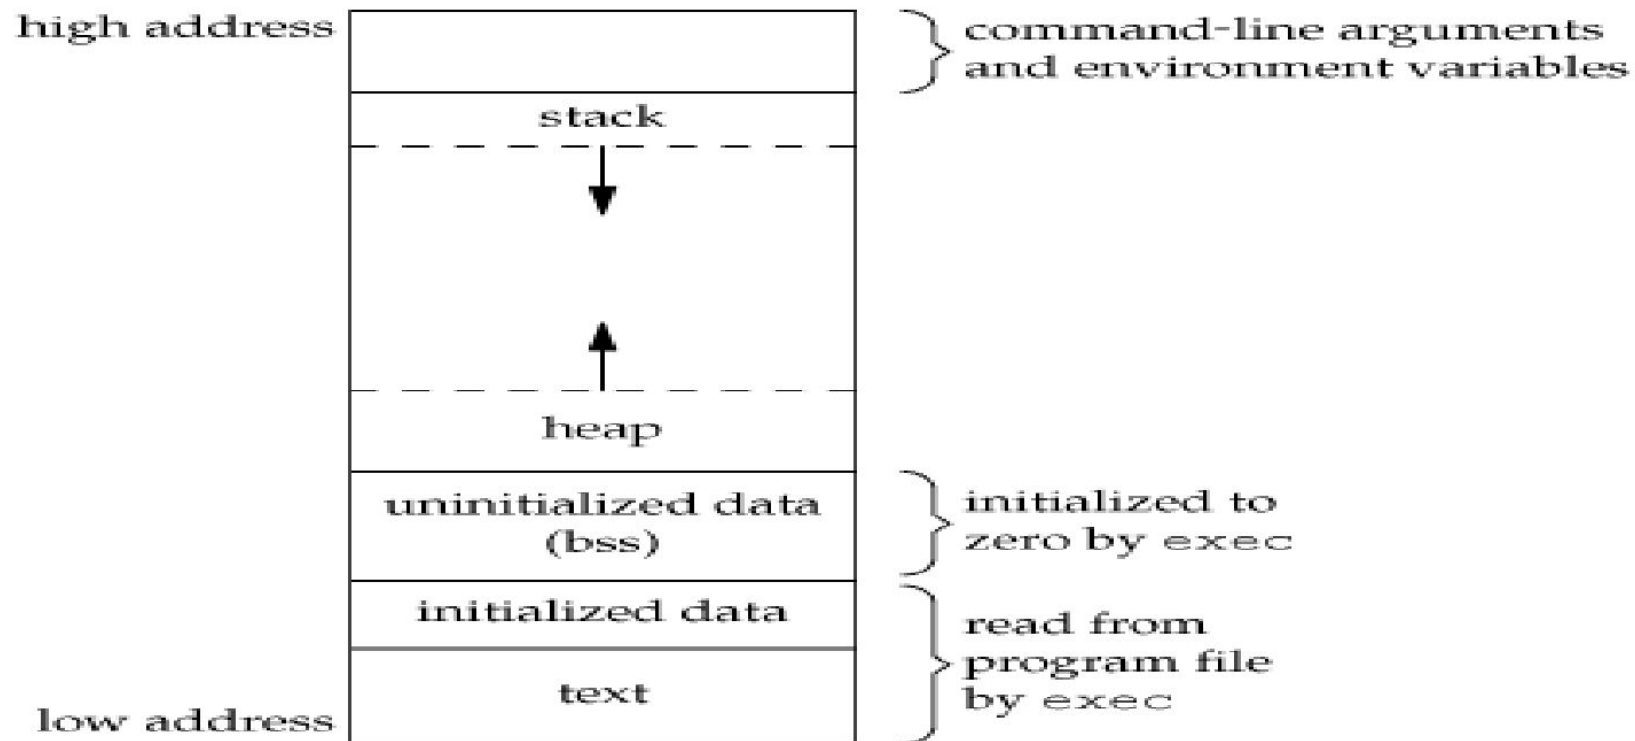 high address
command-line arguments
and environment variables
stack
heap
uninitialized data
(bss)
initialized to
zero by exec
initialized data
read from
program file
by exec
text
low address